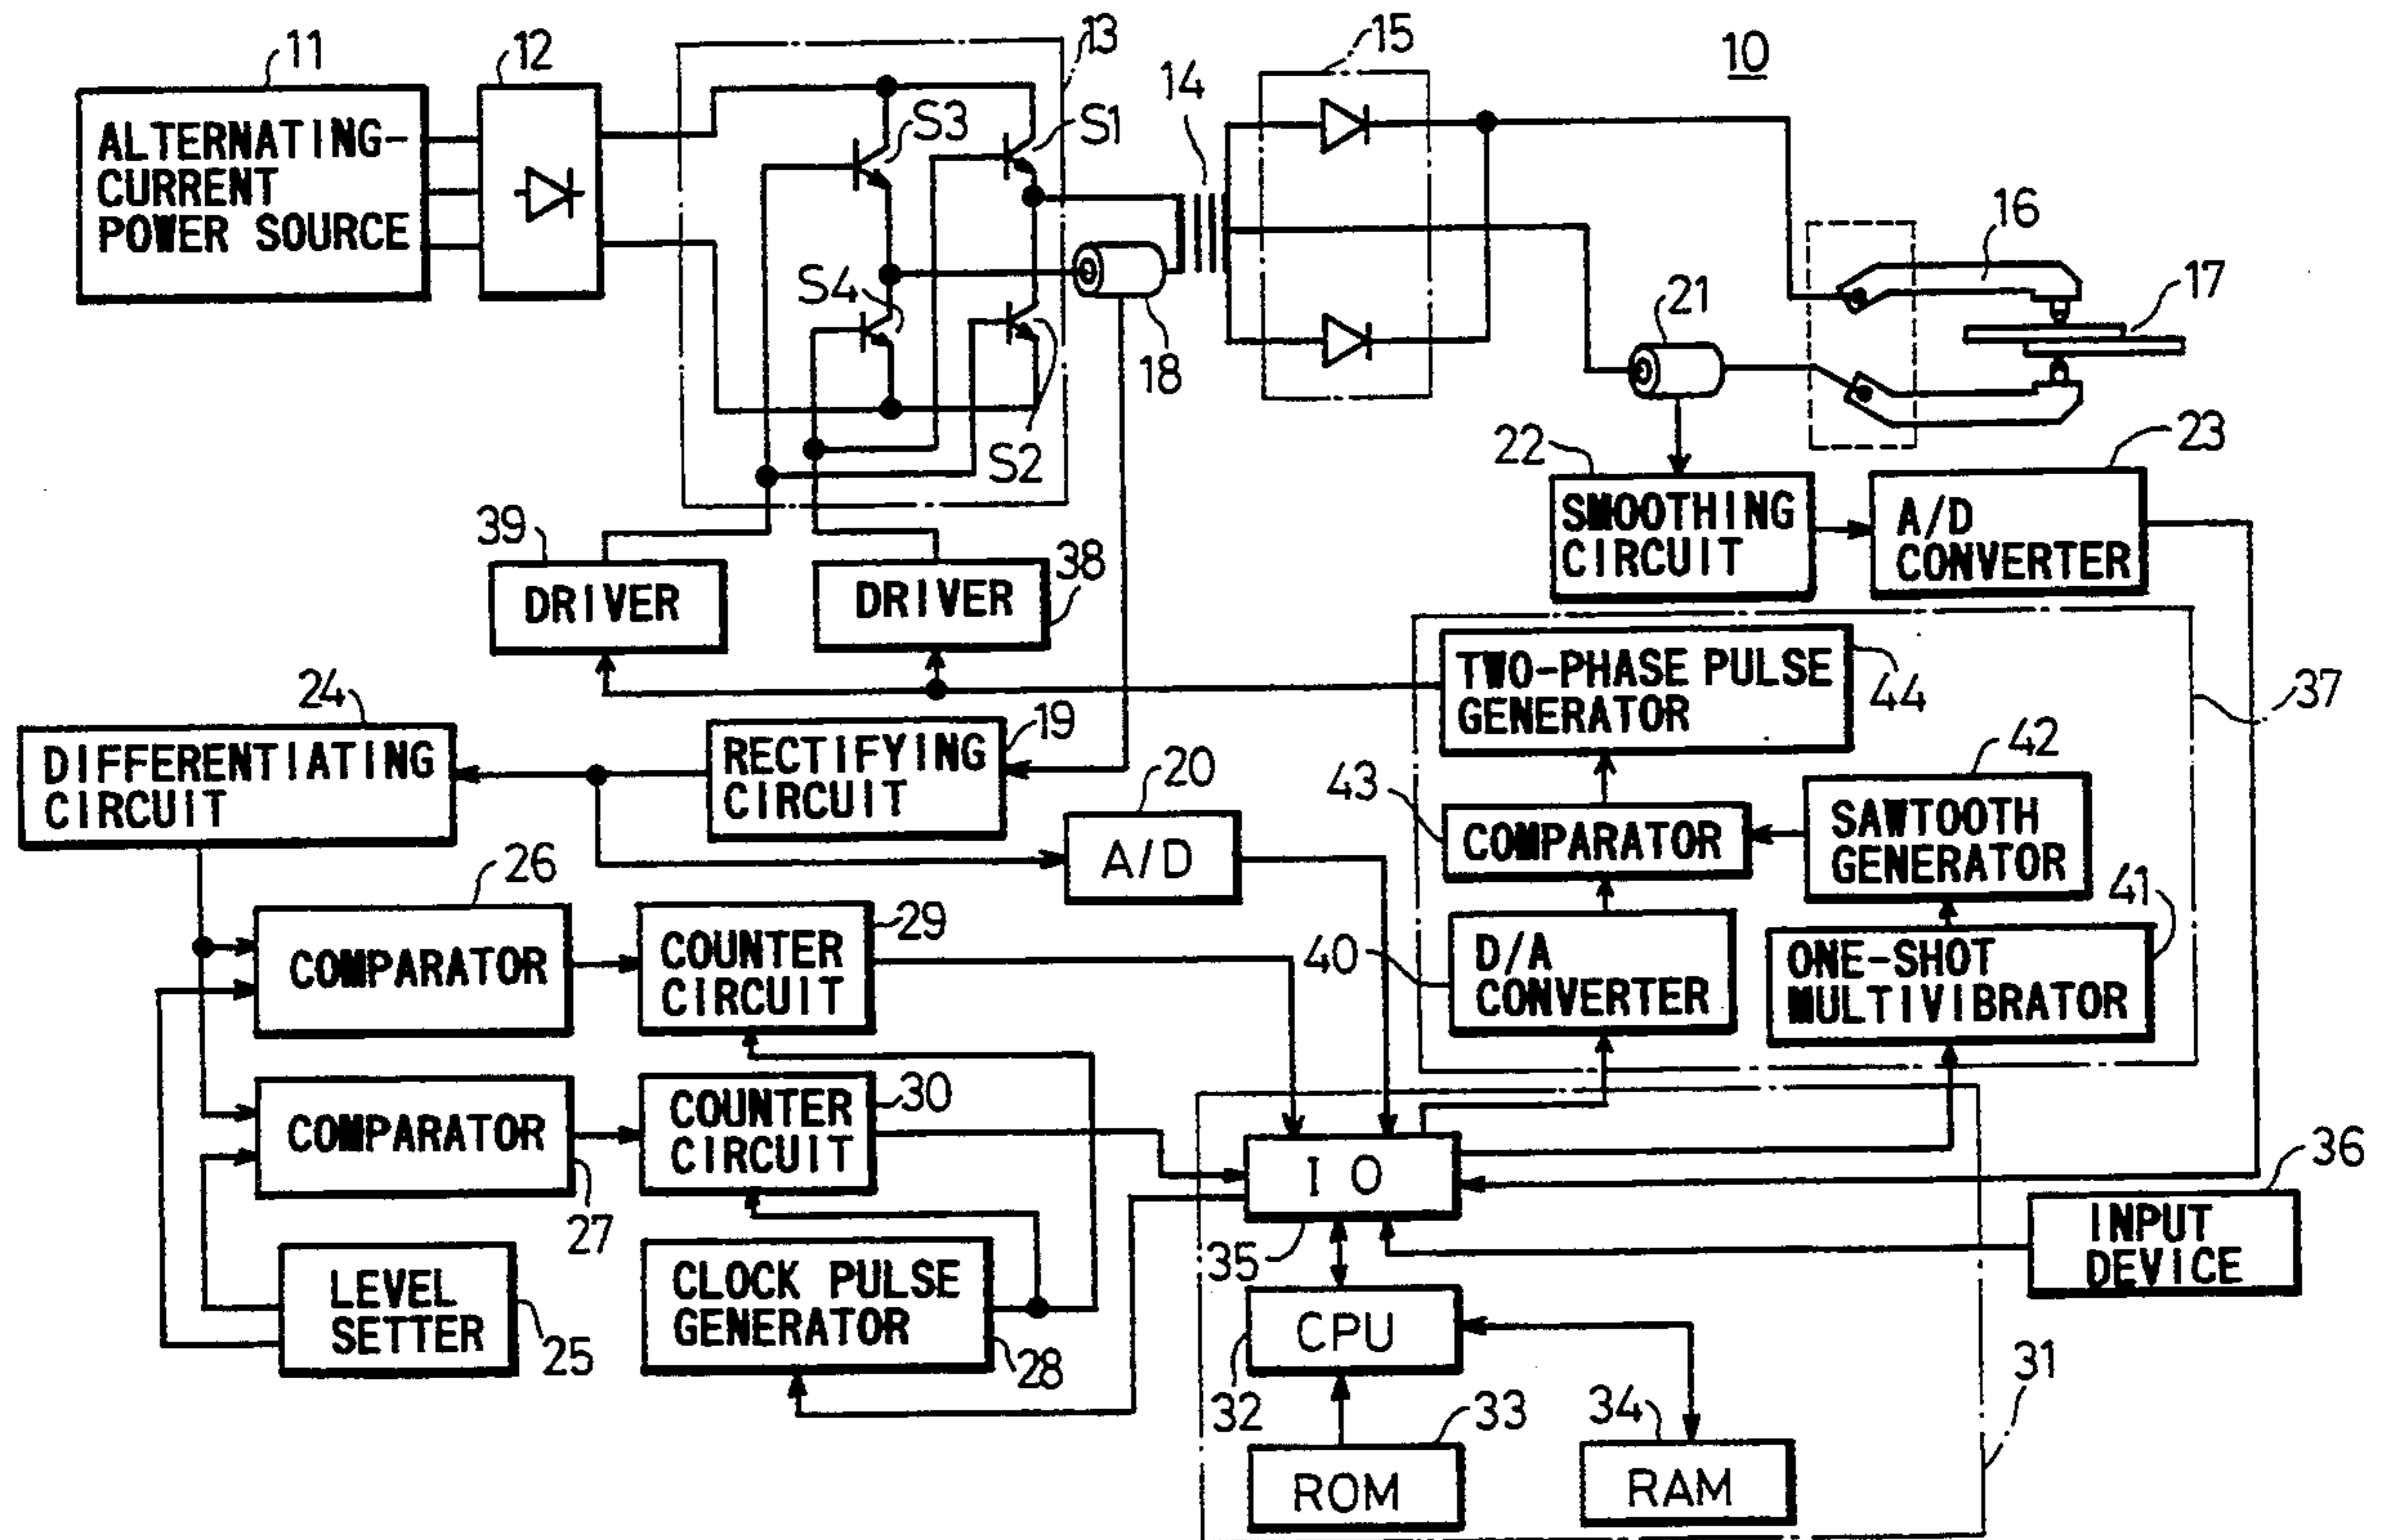 10
11
12
13
14
15
16
17
ALTERNATING-
CURRENT
POWER SOURCE
S3
S1
S4
S2
18
21
22
23
SMOOTHING
CIRCUIT
A/D
CONVERTER
39
DRIVER
38
DRIVER
37
TWO-PHASE PULSE
GENERATOR
44
24
DIFFERENTIATING
CIRCUIT
19
RECTIFYING
CIRCUIT
20
A/D
43
COMPARATOR
42
SAWTOOTH
GENERATOR
26
COMPARATOR
29
COUNTER
CIRCUIT
40
D/A
CONVERTER
41
ONE-SHOT
MULTIVIBRATOR
COMPARATOR
27
30
COUNTER
CIRCUIT
I O
35
36
INPUT
DEVICE
LEVEL
SETTER
25
CLOCK PULSE
GENERATOR
28
CPU
32
31
33
ROM
34
RAM